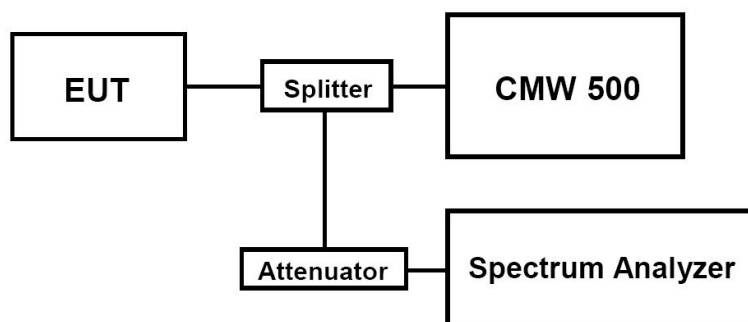 EUT
Splitter
CMW 500
Attenuator
Spectrum Analyzer